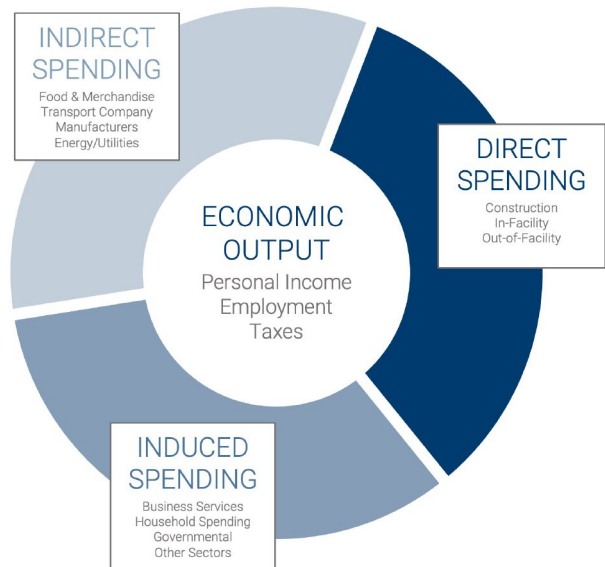 INDIRECT
SPENDING
Food & Merchandise
Transport Company
Manufacturers
Energy/Utilities
DIRECT
SPENDING
Construction
In-Facility
Out-of-Facility
ECONOMIC
OUTPUT
Personal Income
Employment
Taxes
INDUCED
SPENDING
Business Services
Household Spending
Governmental
Other Sectors